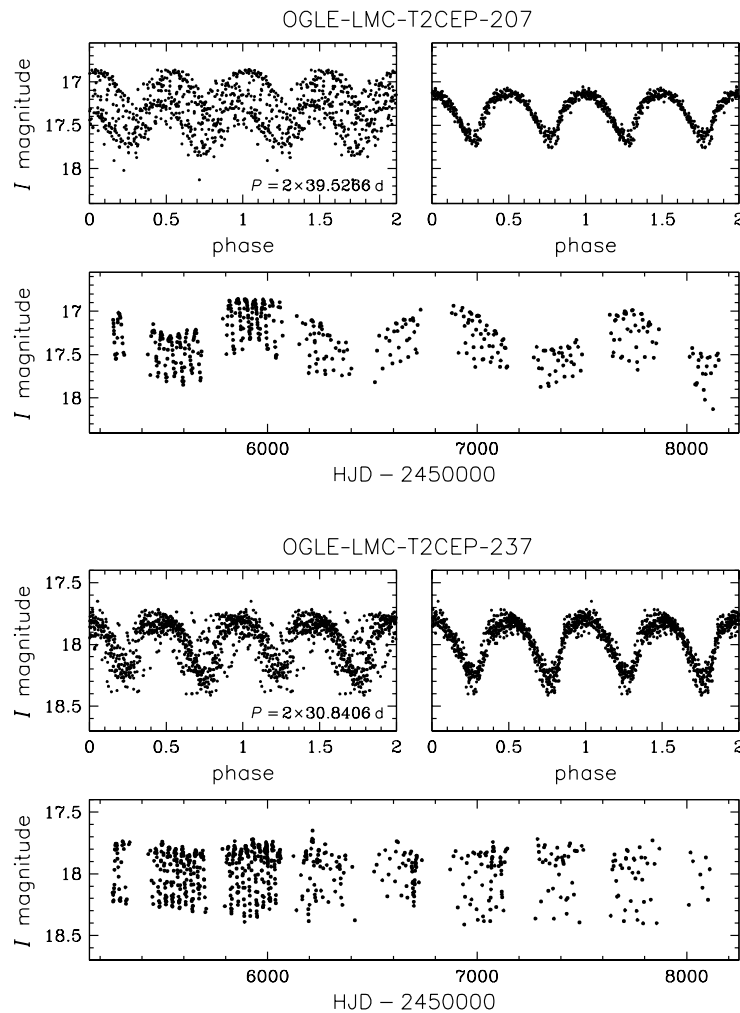 OGLE-LMC-T2CEP-207
I magnitude
17
17.5
18
P = 2×39.5266 d
0 0.5 1 1.5 2
phase
0 0.5 1 1.5 2
phase
I magnitude
17
17.5
18
6000 7000 8000
HJD − 2450000
OGLE-LMC-T2CEP-237
I magnitude
17.5
18
18.5
P = 2×30.8406 d
0 0.5 1 1.5 2
phase
0 0.5 1 1.5 2
phase
I magnitude
17.5
18
18.5
6000 7000 8000
HJD − 2450000